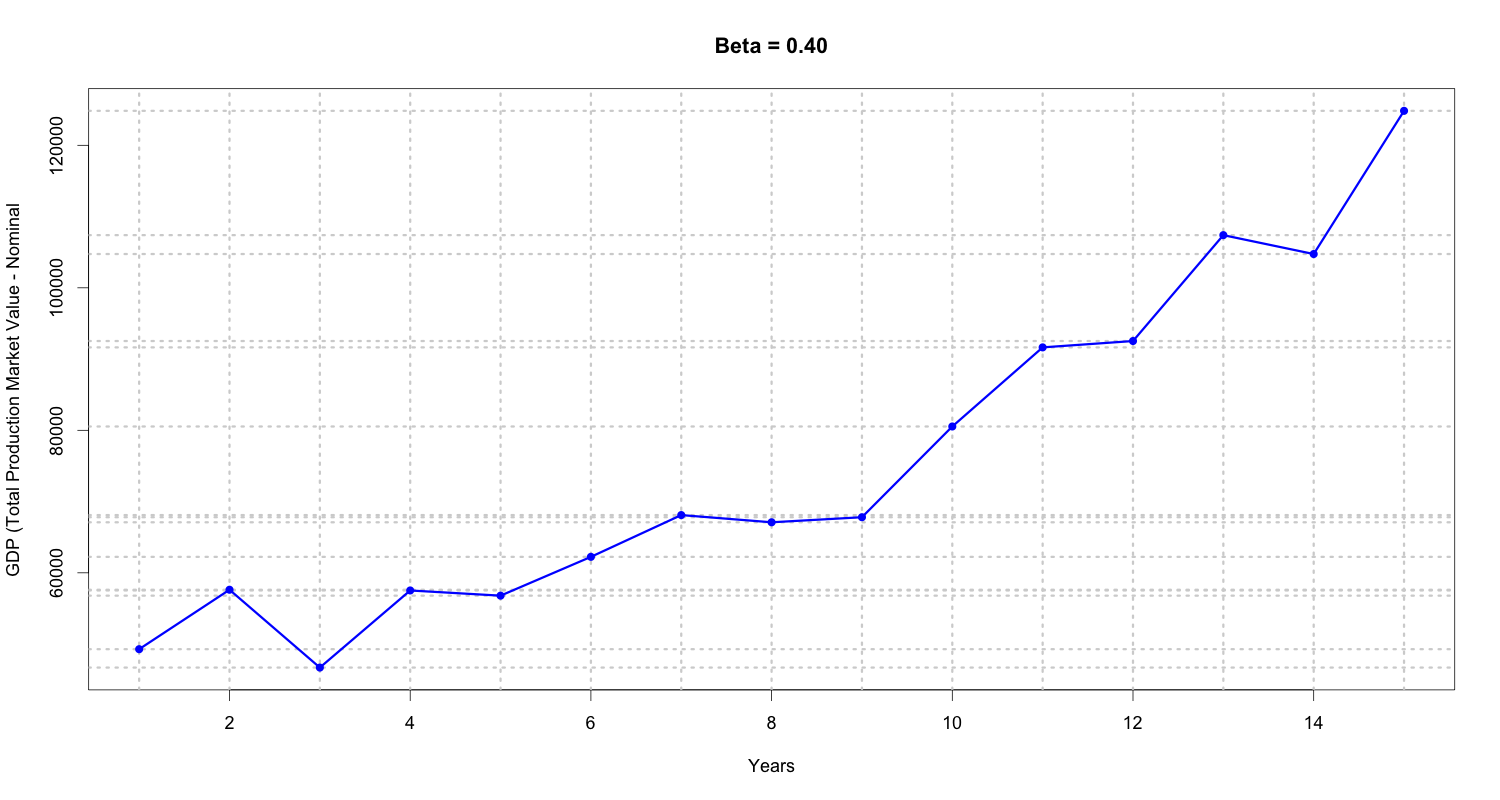 Beta = 0.40
GDP (Total Production Market Value - Nominal
120000
100000
80000
60000
2 4 6 8 10 12 14
Years